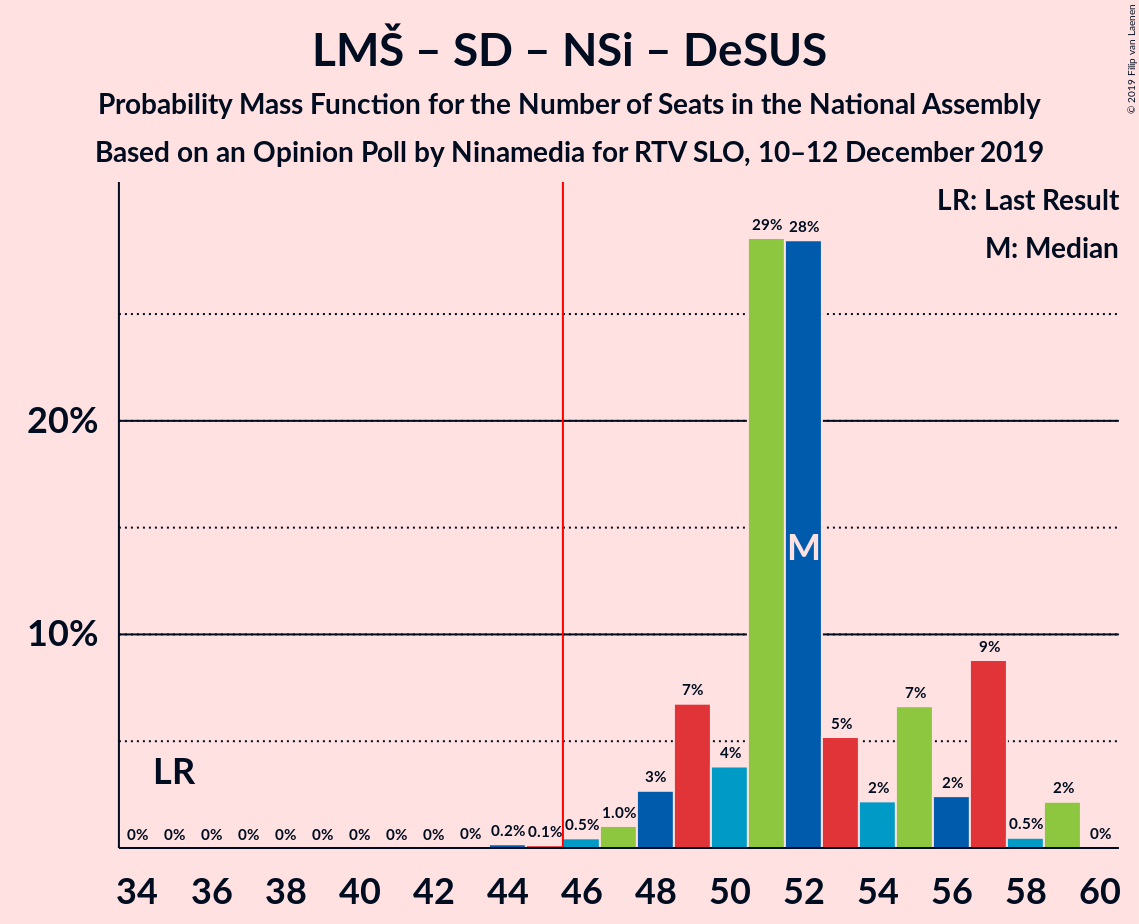 LMŠ – SD – NSi – DeSUS
Probability Mass Function for the Number of Seats in the National Assembly
Based on an Opinion Poll by Ninamedia for RTV SLO, 10–12 December 2019
© 2019 Filip van Laenen
LR: Last Result
M: Median
29% 28%
20%
M
10%
9%
7% 7%
5%
4%
3%
2% 2% 2%
LR
0% 0% 0% 0% 0% 0% 0% 0% 0% 0% 0.2% 0.1% 0.5% 1.0% 0.5% 0%
34 36 38 40 42 44 46 48 50 52 54 56 58 60